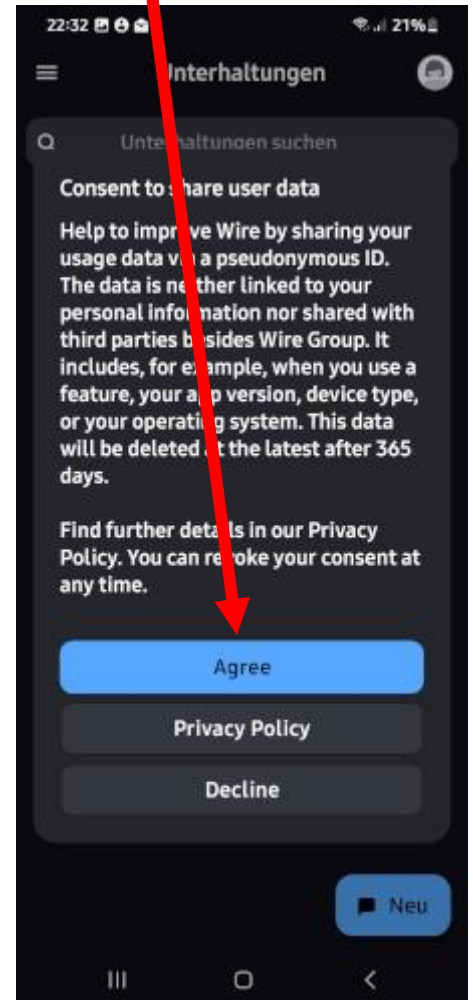 22:32 21%
Unterhaltungen
Unterhaltungen suchen
Consent to share user data
Help to improve Wire by sharing your
usage data via a pseudonymous ID.
The data is neither linked to your
personal information nor shared with
third parties besides Wire Group. It
includes, for example, when you use a
feature, your app version, device type,
or your operating system. This data
will be deleted at the latest after 365
days.
Find further details in our Privacy
Policy. You can revoke your consent at
any time.
Agree
Privacy Policy
Decline
Neu